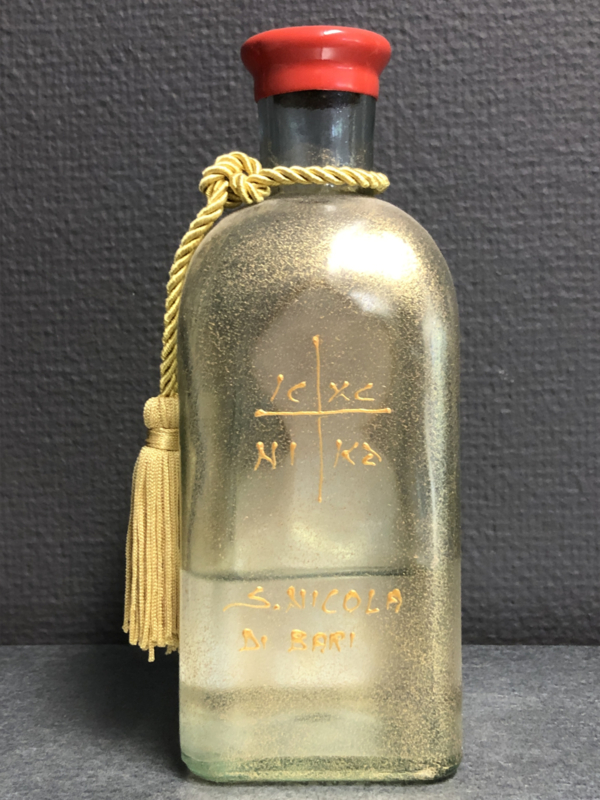 IC XC
NI KA
S. NICOLA
DI BARI